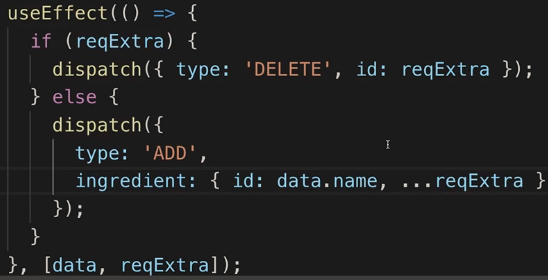 useEffect(() => {
  if (reqExtra) {
    dispatch({ type: 'DELETE', id: reqExtra });
  } else {
    dispatch({
      type: 'ADD',
      ingredient: { id: data.name, ...reqExtra }
    });
  }
}, [data, reqExtra]);